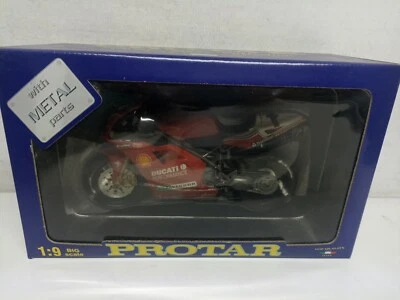 with
METAL
parts
DUCATI
1:9
BIG
SCALE
PROTAR